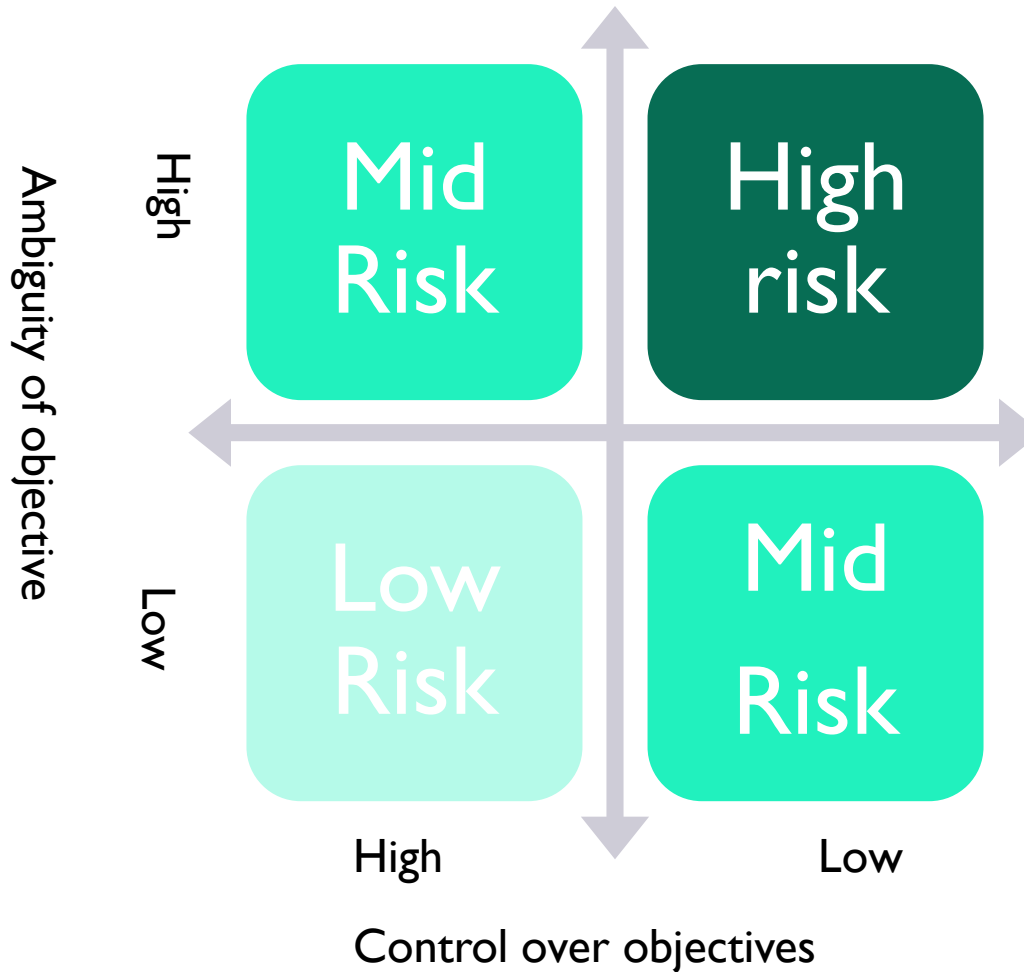 Ambiguity of objective
High
Low
Mid
Risk
High
risk
Low
Risk
Mid
Risk
High
Low
Control over objectives